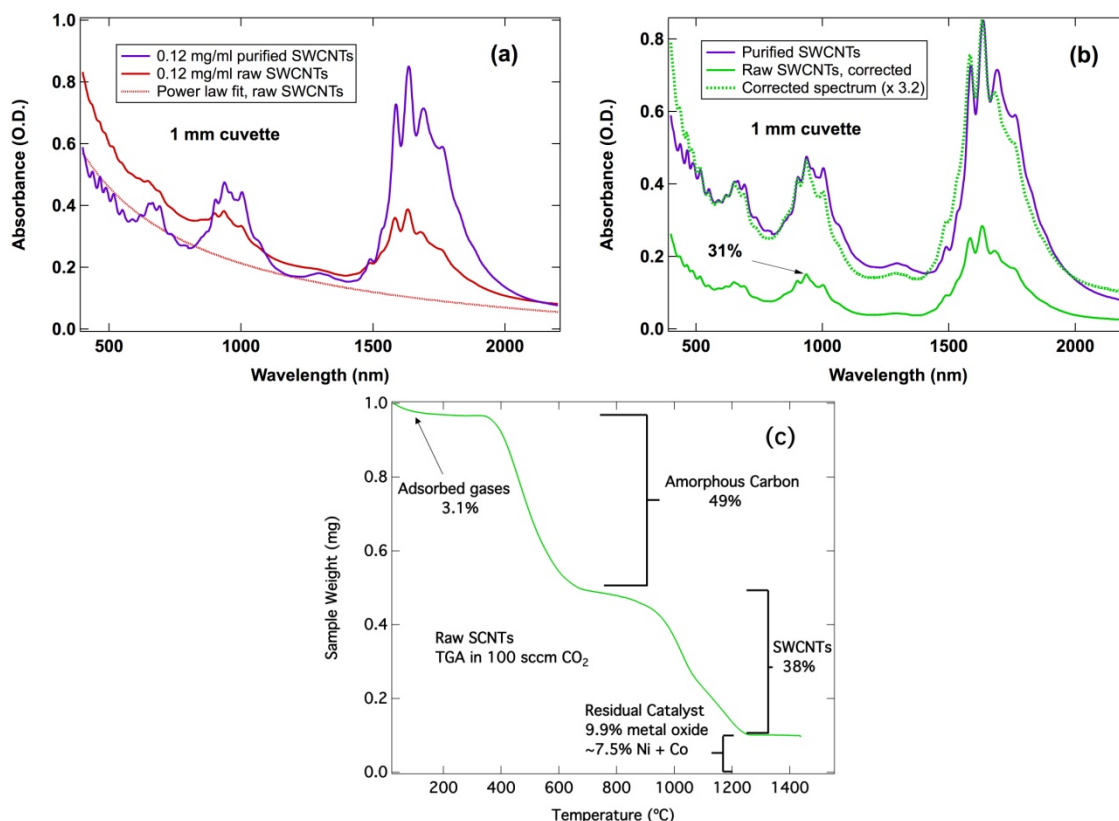 (a)
0.12 mg/ml purified SWCNTs
0.12 mg/ml raw SWCNTs
Power law fit, raw SWCNTs
1 mm cuvette
Absorbance (O.D.)
1.0
0.8
0.6
0.4
0.2
0.0
500
1000
1500
2000
Wavelength (nm)
(b)
Purified SWCNTs
Raw SWCNTs, corrected
Corrected spectrum (x 3.2)
1 mm cuvette
31%
Absorbance (O.D.)
0.8
0.6
0.4
0.2
0.0
500
1000
1500
2000
Wavelength (nm)
(c)
Adsorbed gases
3.1%
Amorphous Carbon
49%
Raw SCNTs
TGA in 100 sccm CO₂
SWCNTs
38%
Residual Catalyst
9.9% metal oxide
~7.5% Ni + Co
Sample Weight (mg)
1.0
0.8
0.6
0.4
0.2
0.0
200
400
600
800
1000
1200
1400
Temperature (ºC)